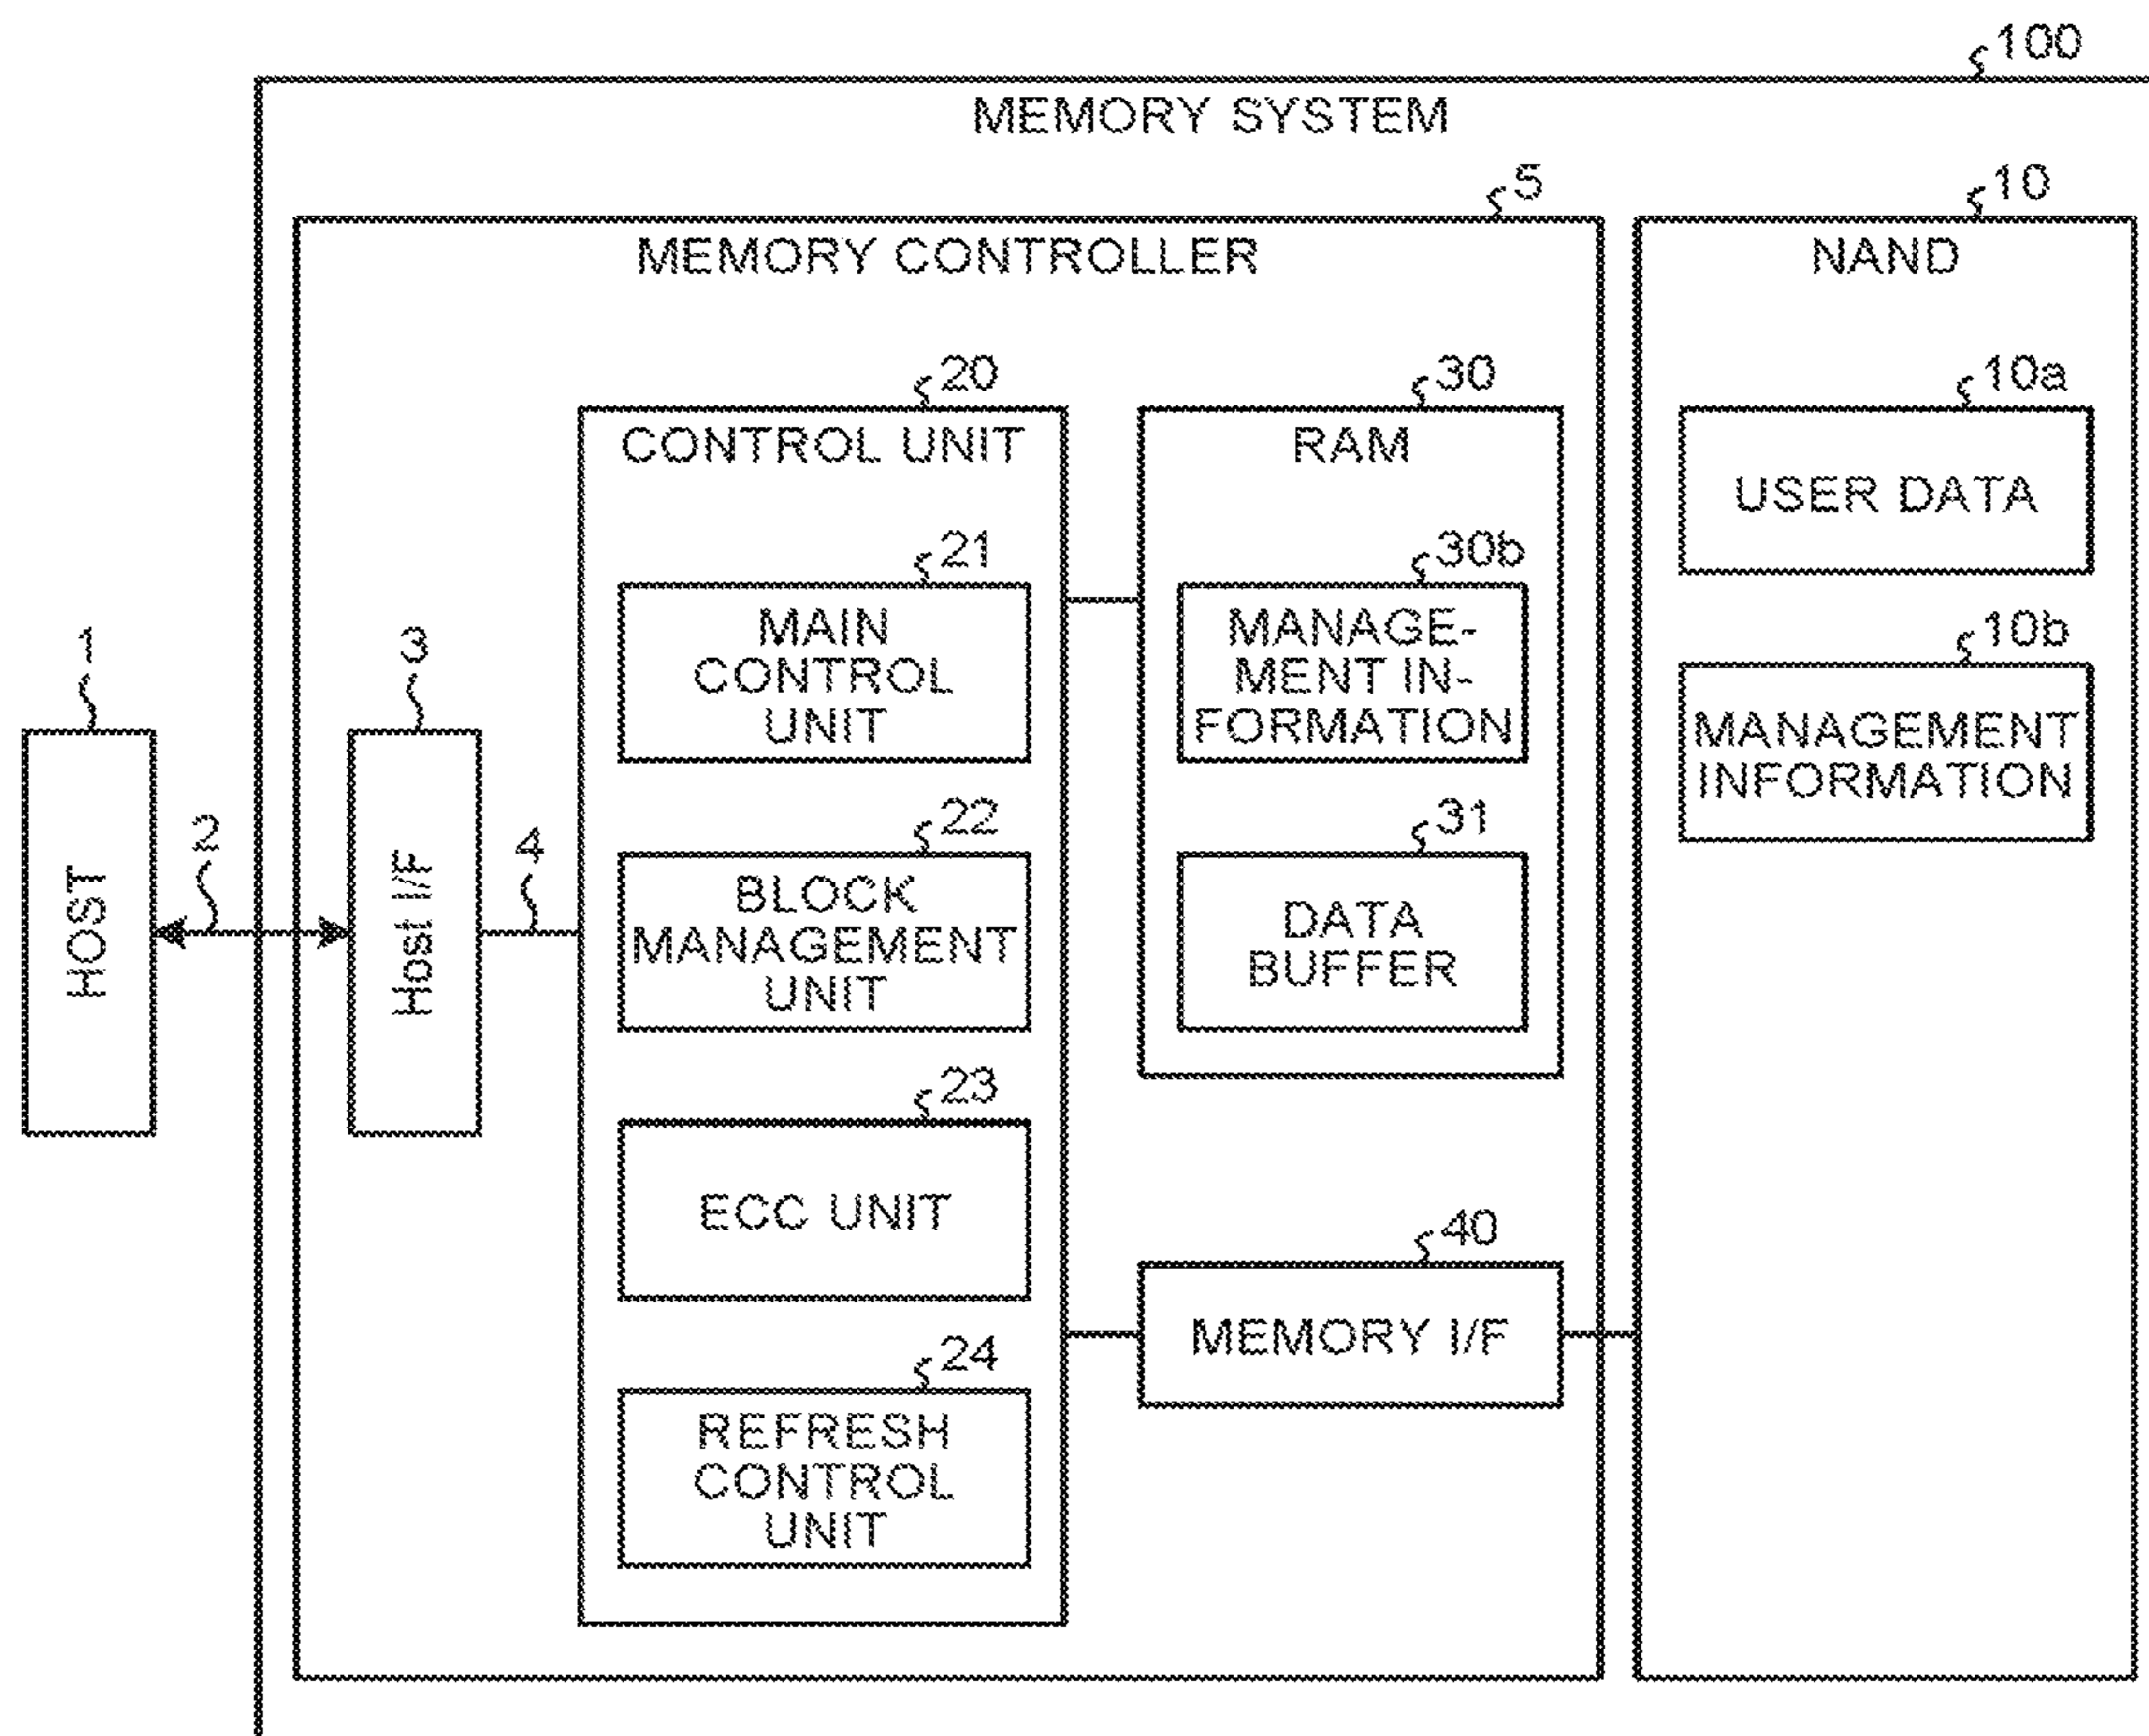 100
MEMORY SYSTEM
5
10
MEMORY CONTROLLER
NAND
20
30
10a
CONTROL UNIT
RAM
USER DATA
21
30b
MAIN
CONTROL
UNIT
MANAGE-
MENT IN-
FORMATION
10b
MANAGEMENT
INFORMATION
1
3
2
4
HOST
Host I/F
22
31
BLOCK
MANAGEMENT
UNIT
DATA
BUFFER
23
ECC UNIT
40
MEMORY I/F
24
REFRESH
CONTROL
UNIT